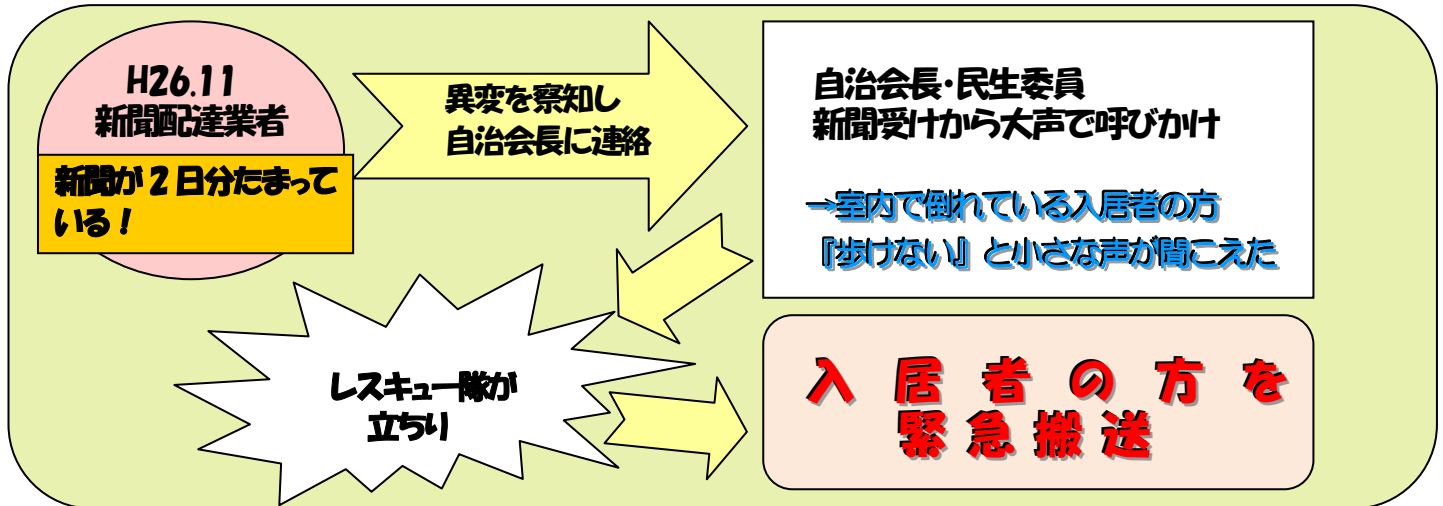 H26.11
新聞配達業者
新聞が2日分たまって
いる！
異変を察知し
自治会長に連絡
自治会長・民生委員
新聞受けから大声で呼びかけ
→室内で倒れている入居者の方
『歩けない』と小さな声が聞こえた
レスキュー隊が
立ちり
入居者の方を
緊急搬送